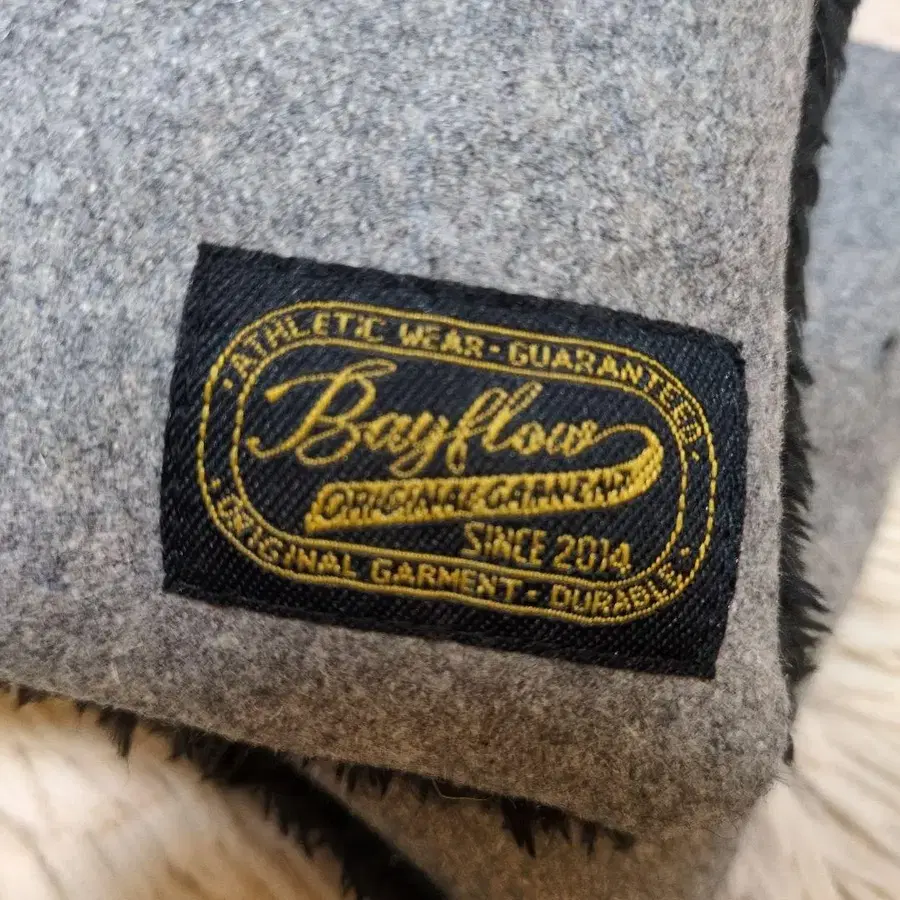 · ATHLETIC WEAR · GUARANTEED ·
Bayflow
ORIGINAL GARMENT
SINCE 2014
· ORIGINAL GARMENT · DURABLE ·